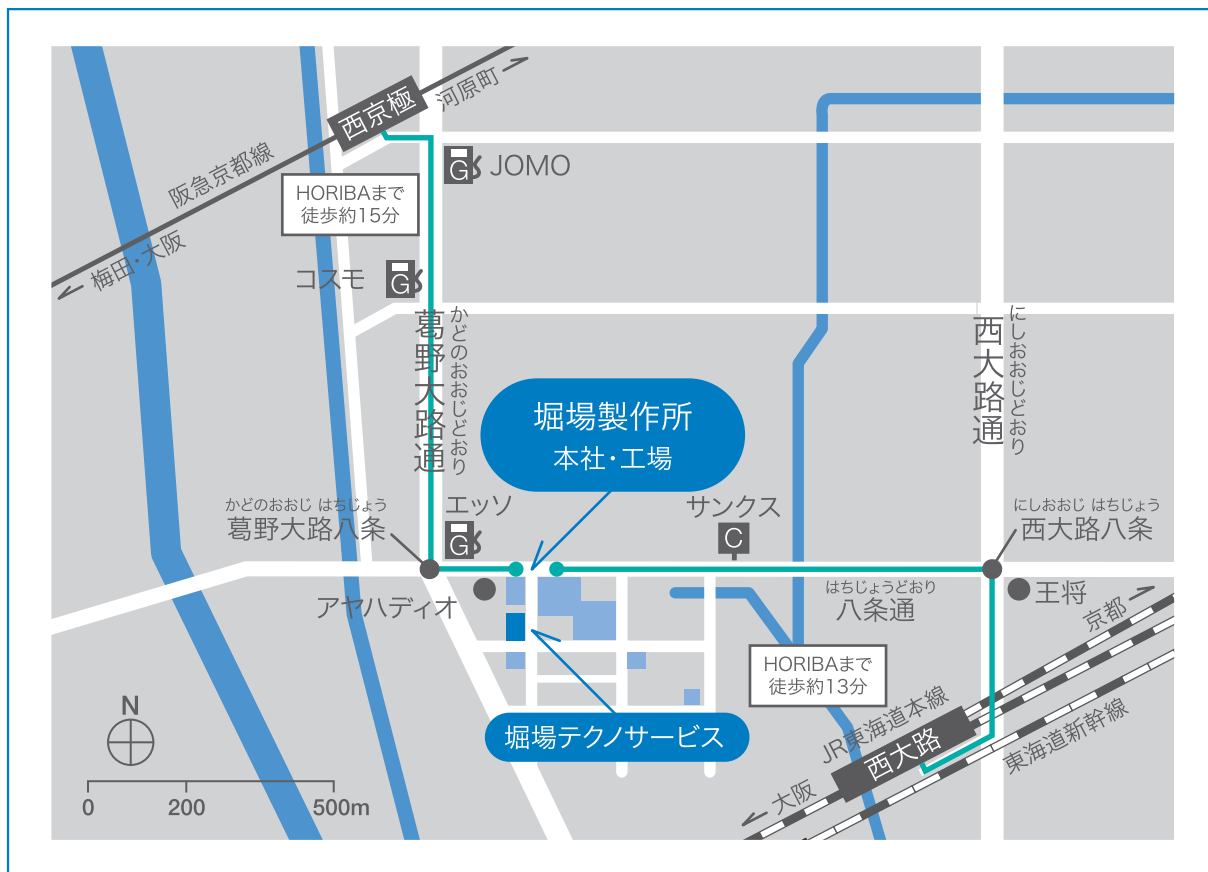 西京極
河原町
阪急京都線
梅田・大阪
G
JOMO
HORIBAまで
徒歩約15分
コスモ
G
葛野大路通
かどのおおじどおり
西大路通
にしおおじどおり
堀場製作所
本社・工場
エッソ
G
サンクス
C
かどのおおじ はちじょう
葛野大路八条
にしおおじ はちじょう
西大路八条
アヤハディオ
はちじょうどおり
八条通
王将
京都
HORIBAまで
徒歩約13分
堀場テクノサービス
JR東海道本線
西大路
東海道新幹線
大阪
N
0 200 500m